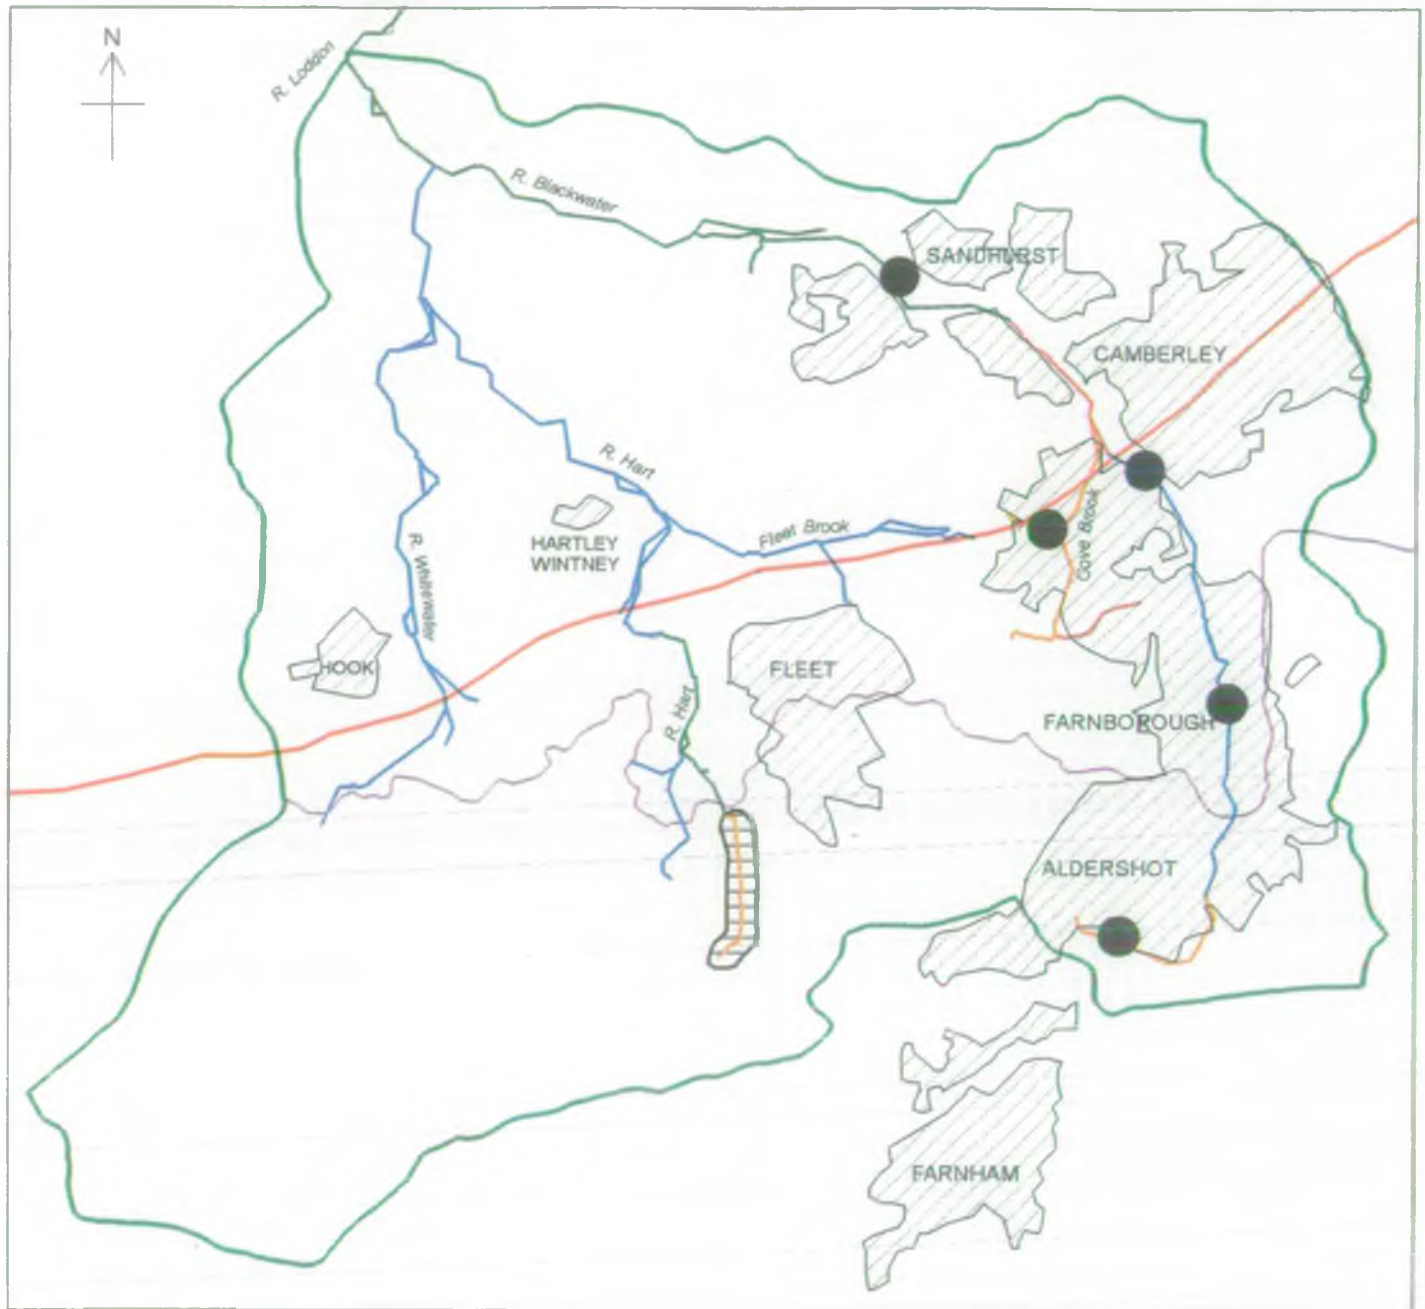 N
R. Loddon
R. Blackwater
SANDHURST
CAMBERLEY
R. Hart
Fleet Brook
Cove Brook
HARTLEY
WINTNEY
R. Whitewater
HOOK
FLEET
R. Hart
FARNBOROUGH
ALDERSHOT
FARNHAM